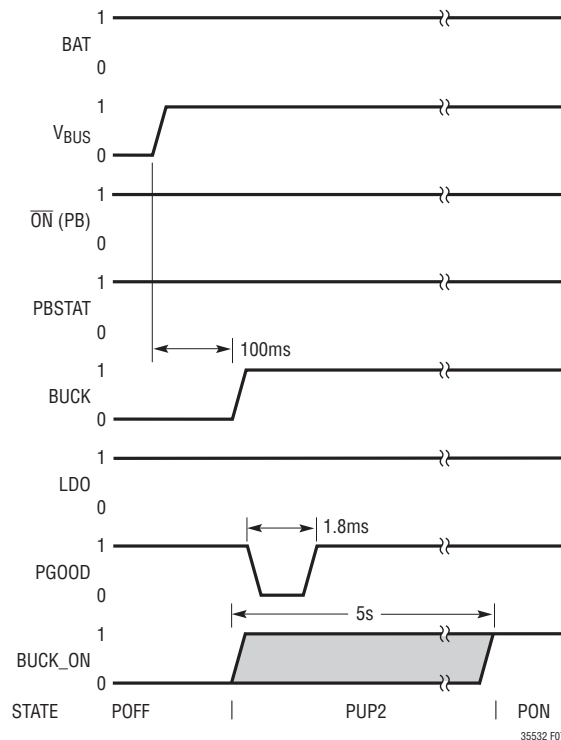 1
BAT
0
1
VBUS
0
1
ON (PB)
0
1
PBSTAT
0
100ms
1
BUCK
0
1
LDO
0
1.8ms
1
PGOOD
0
5s
1
BUCK_ON
0
STATE POFF PUP2 PON